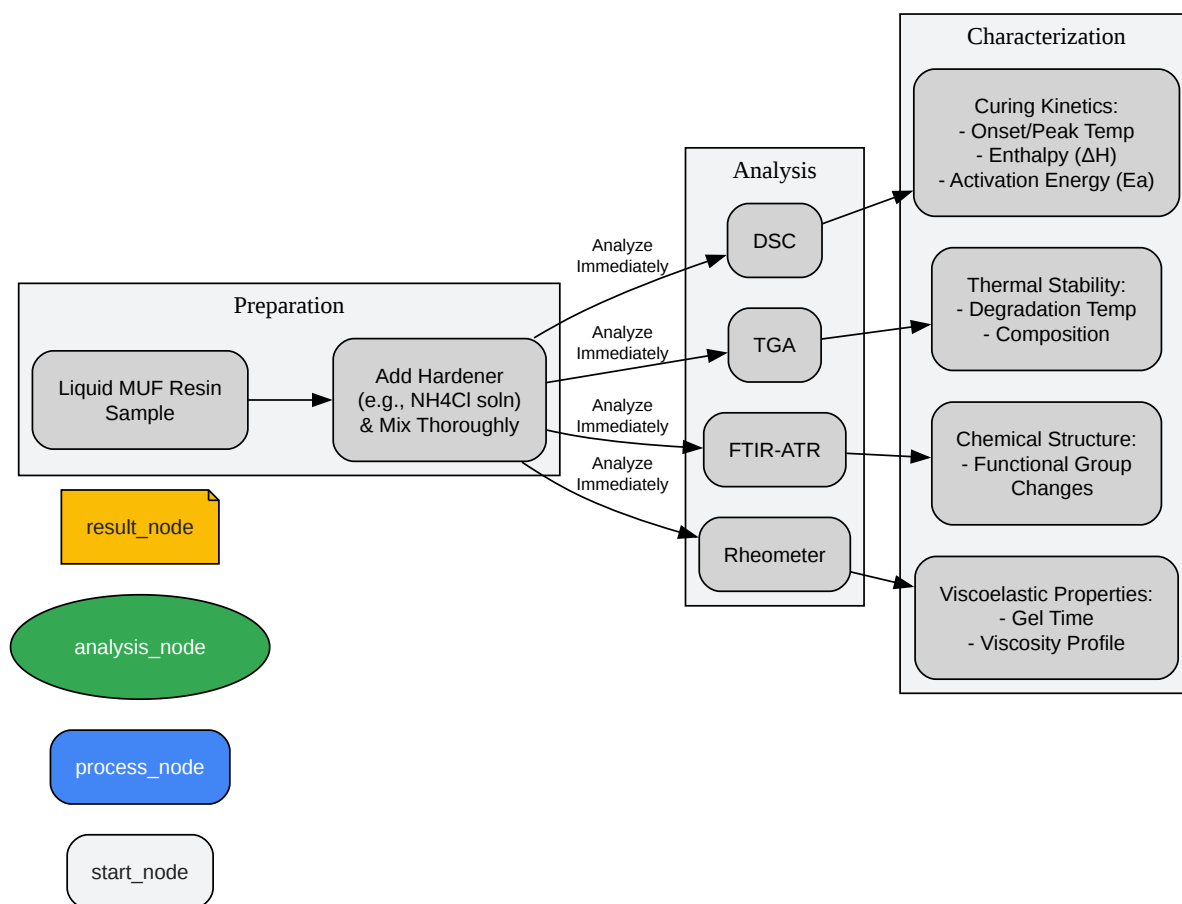 Preparation
Liquid MUF Resin
Sample
Add Hardener
(e.g., NH4Cl soln)
& Mix Thoroughly
Analyze
Immediately
Analyze
Immediately
Analyze
Immediately
Analyze
Immediately
Analysis
DSC
TGA
FTIR-ATR
Rheometer
Characterization
Curing Kinetics:
- Onset/Peak Temp
- Enthalpy (ΔH)
- Activation Energy (Ea)
Thermal Stability:
- Degradation Temp
- Composition
Chemical Structure:
- Functional Group
Changes
Viscoelastic Properties:
- Gel Time
- Viscosity Profile
result_node
analysis_node
process_node
start_node